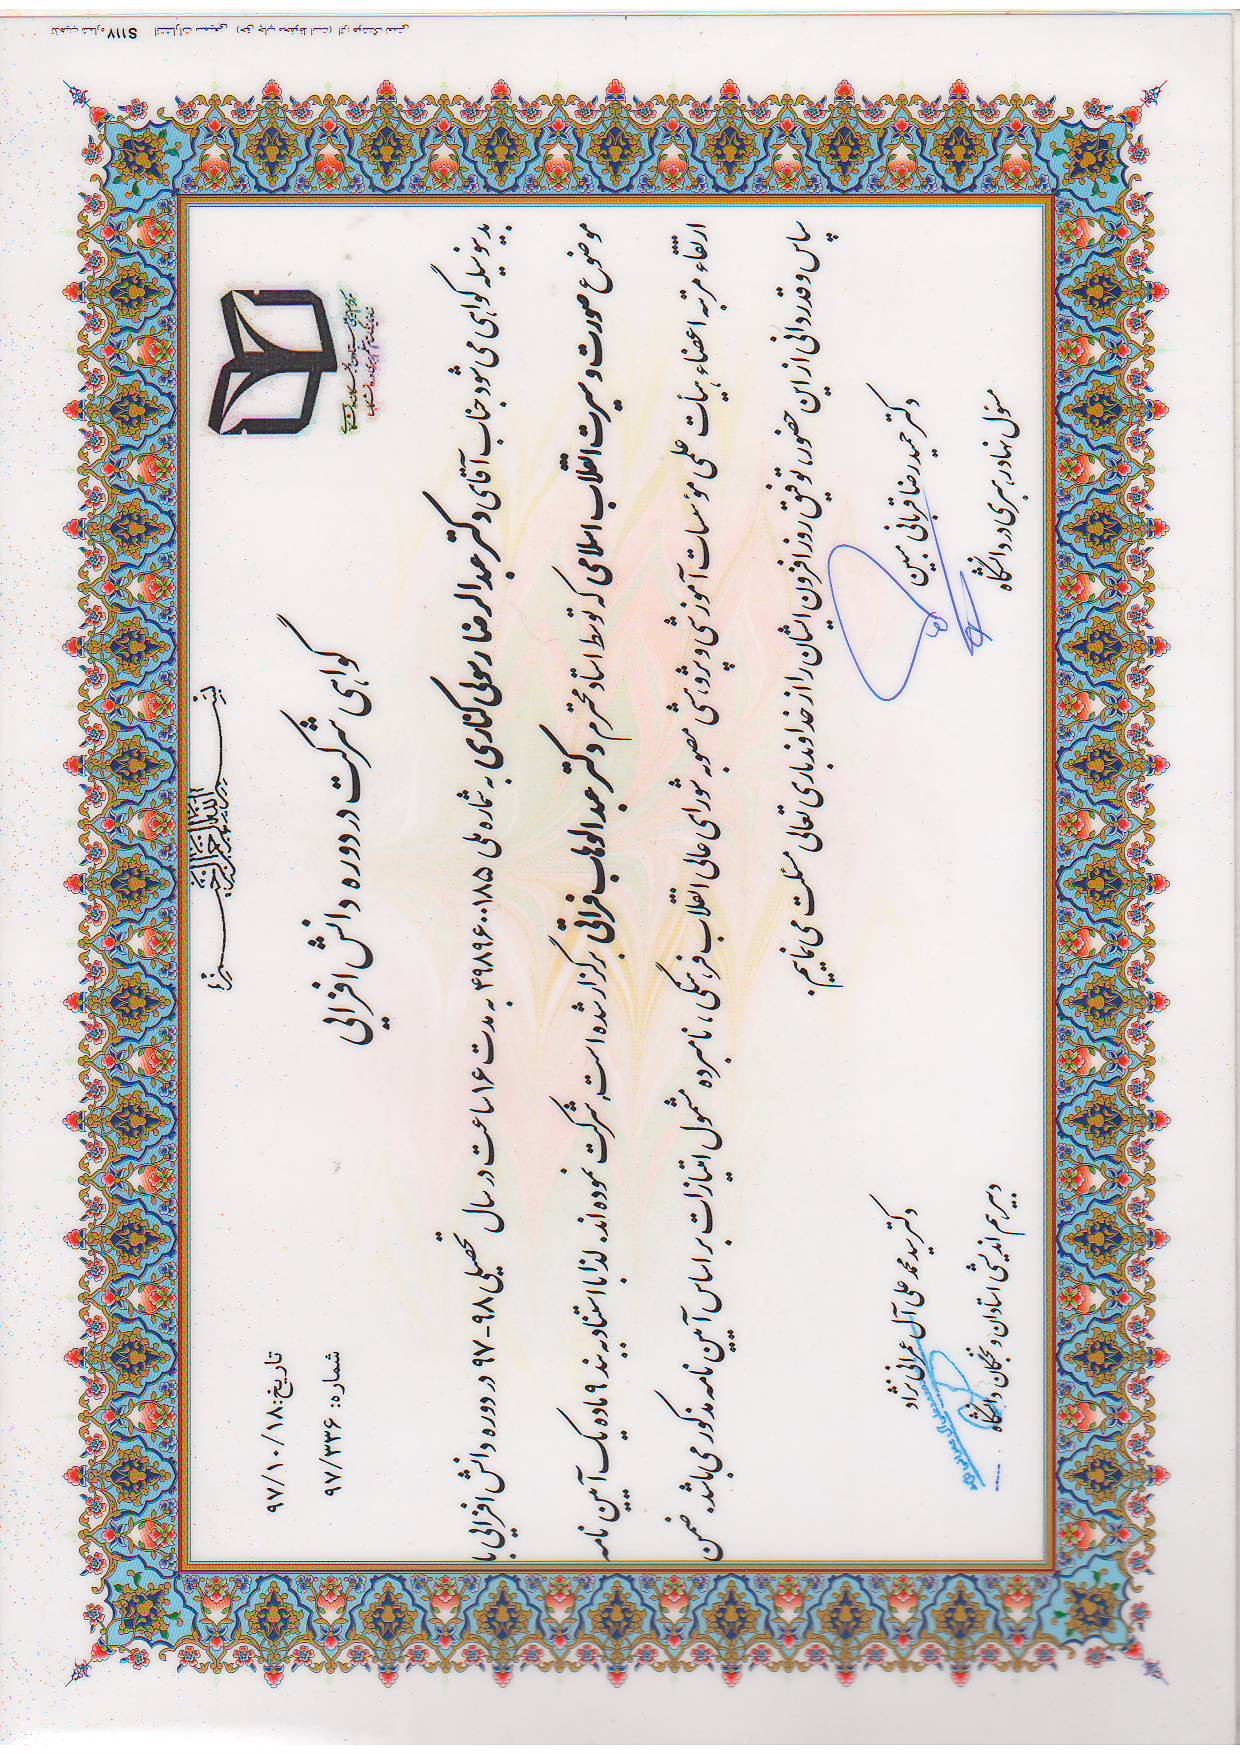 بسم الله الرحمن الرحیم
تاریخ: ۹۷/۱۰/۱۸
شماره: ۹۷/۳۳۶
گواهی شرکت در دوره دانش افزایی
بدینوسیله گواهی می شود جناب آقای دکتر عبدالرضا رسولی کناری به شماره ملی ۴۹۸۹۶۰۰۱۸۵ به مدت ۱۶ ساعت در سال تحصیلی ۹۸-۹۷ در دوره دانش افزایی با
موضوع صورت و سیرت انقلاب اسلامی که توسط استاد محترم دکتر عبدالوهاب فراتی برگزار شده است، شرکت نموده اند. لذا با استناد به بند ۹ ماده یک آیین نامه
ارتقاء مرتبه اعضاء هیأت علمی مؤسسات آموزشی و پژوهشی مصوبه شورای عالی انقلاب فرهنگی، نامبرده مشمول امتیازات بر اساس آیین نامه مذکور می باشد. ضمن
سپاس و قدردانی از این حضور، توفیق روز افزون ایشان را از خداوند باری تعالی مسئلت می نماییم.
دکتر حمیدرضا قربانی مبین
مسئول نهاد رهبری در دانشگاه
دکتر سید محمد علی آل عمرانی نژاد
دبیر هم اندیشی استادان و نخبگان دانشگاه
تذهیب شماره S۱۱۷ انتشارات سمیعی (حق چاپ محفوظ است) اثر: هوشنگ نعمتی